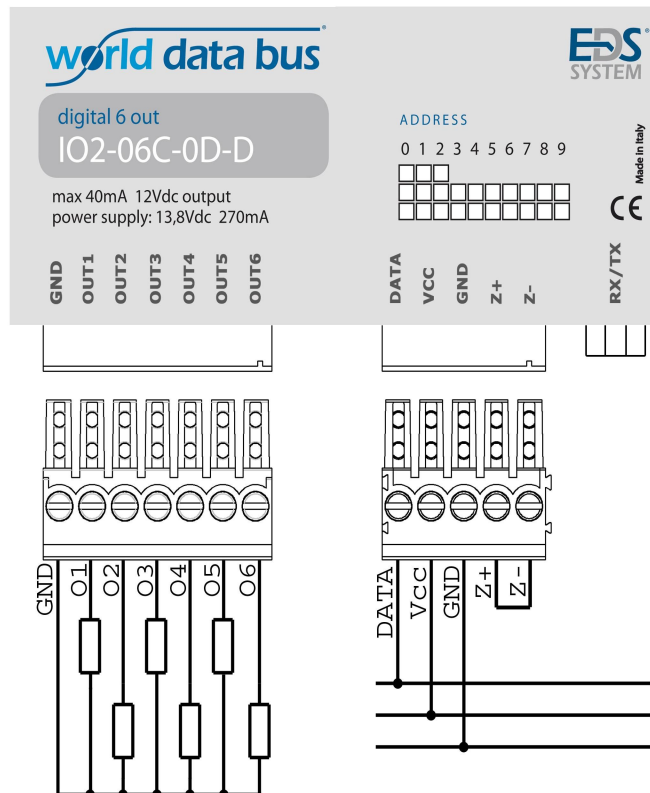 world data bus
EDS
SYSTEM
digital 6 out
IO2-06C-0D-D
max 40mA 12Vdc output
power supply: 13,8Vdc 270mA
ADDRESS
0 1 2 3 4 5 6 7 8 9
Made in Italy
CE
GND OUT1 OUT2 OUT3 OUT4 OUT5 OUT6
DATA VCC GND Z+ Z-
RX/TX
GND O1 O2 O3 O4 O5 O6
DATA Vcc GND Z+ Z-